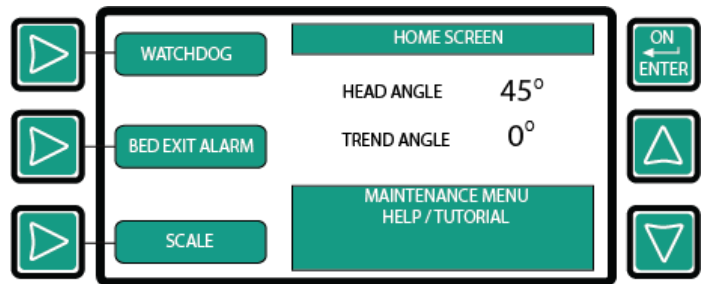 WATCHDOG
BED EXIT ALARM
SCALE
HOME SCREEN
HEAD ANGLE 45°
TREND ANGLE 0°
MAINTENANCE MENU
HELP / TUTORIAL
ON
ENTER